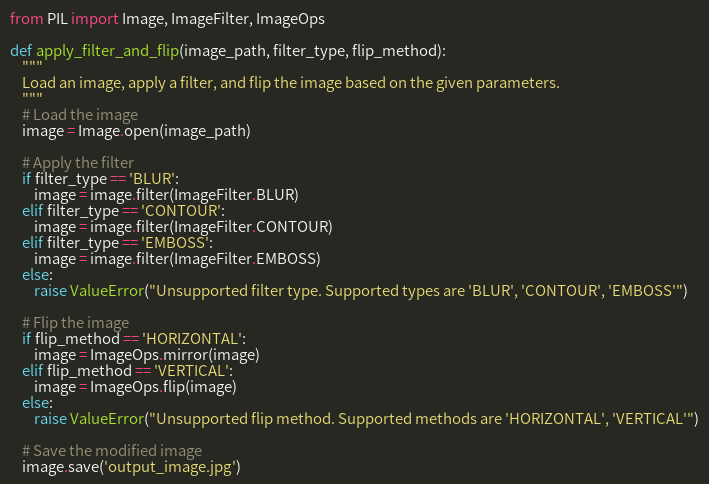 from PIL import Image, ImageFilter, ImageOps

def apply_filter_and_flip(image_path, filter_type, flip_method):
    """
    Load an image, apply a filter, and flip the image based on the given parameters.
    """
    # Load the image
    image = Image.open(image_path)

    # Apply the filter
    if filter_type == 'BLUR':
        image = image.filter(ImageFilter.BLUR)
    elif filter_type == 'CONTOUR':
        image = image.filter(ImageFilter.CONTOUR)
    elif filter_type == 'EMBOSS':
        image = image.filter(ImageFilter.EMBOSS)
    else:
        raise ValueError("Unsupported filter type. Supported types are 'BLUR', 'CONTOUR', 'EMBOSS'")

    # Flip the image
    if flip_method == 'HORIZONTAL':
        image = ImageOps.mirror(image)
    elif flip_method == 'VERTICAL':
        image = ImageOps.flip(image)
    else:
        raise ValueError("Unsupported flip method. Supported methods are 'HORIZONTAL', 'VERTICAL'")

    # Save the modified image
    image.save('output_image.jpg')